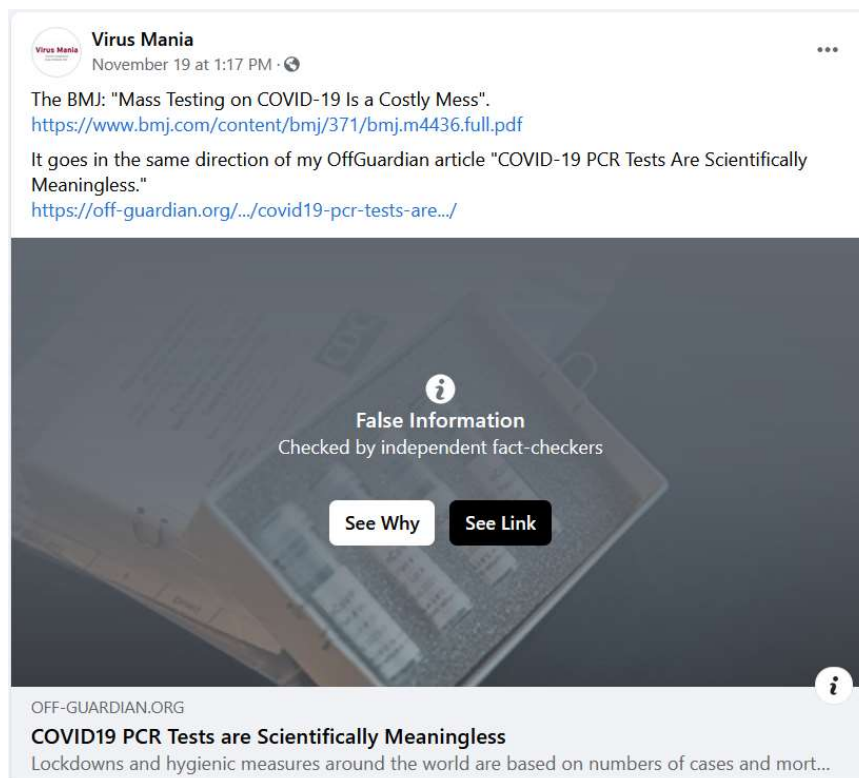 Virus Mania
Virus Mania
November 19 at 1:17 PM ·
The BMJ: "Mass Testing on COVID-19 Is a Costly Mess".
https://www.bmj.com/content/bmj/371/bmj.m4436.full.pdf
It goes in the same direction of my OffGuardian article "COVID-19 PCR Tests Are Scientifically
Meaningless."
https://off-guardian.org/.../covid19-pcr-tests-are.../
CDC
False Information
Checked by independent fact-checkers
See Why
See Link
OFF-GUARDIAN.ORG
COVID19 PCR Tests are Scientifically Meaningless
Lockdowns and hygienic measures around the world are based on numbers of cases and mort...